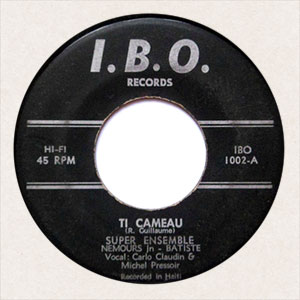 I.B.O.
RECORDS
HI-FI
45 RPM
IBO
1002-A
TI CAMEAU
(R. Guillaume)
SUPER ENSEMBLE
NEMOURS Jn - BATISTE
Vocal: Carlo Claudin &
Michel Pressoir
Recorded in Haiti